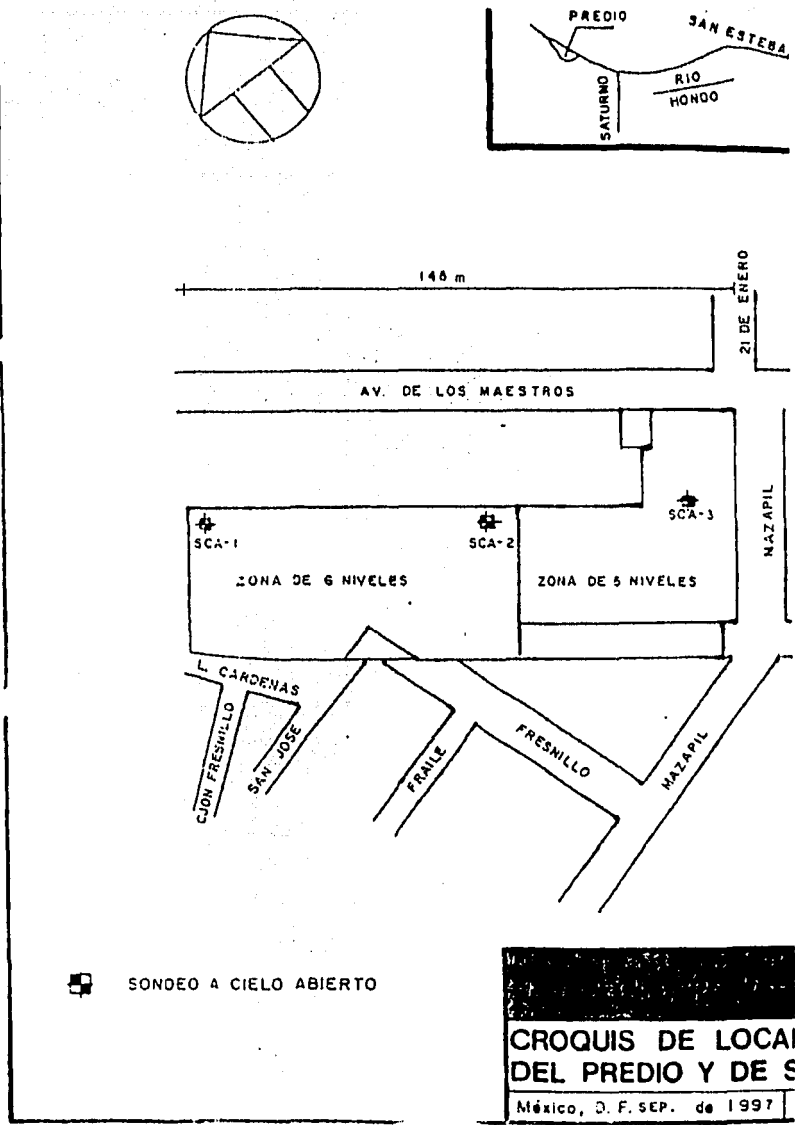 PREDIO
SAN ESTEBA
RIO
HONDO
SATURNO
148 m
21 DE ENERO
AV. DE LOS MAESTROS
MAZAPIL
SCA-1
SCA-2
SCA-3
ZONA DE 6 NIVELES
ZONA DE 5 NIVELES
L. CARDENAS
CJON FRESNILLO
SAN JOSE
FRAILE
FRESNILLO
MAZAPIL
SONDEO A CIELO ABIERTO
CROQUIS DE LOCA
DEL PREDIO Y DE S
México, D. F. SEP. de 1997